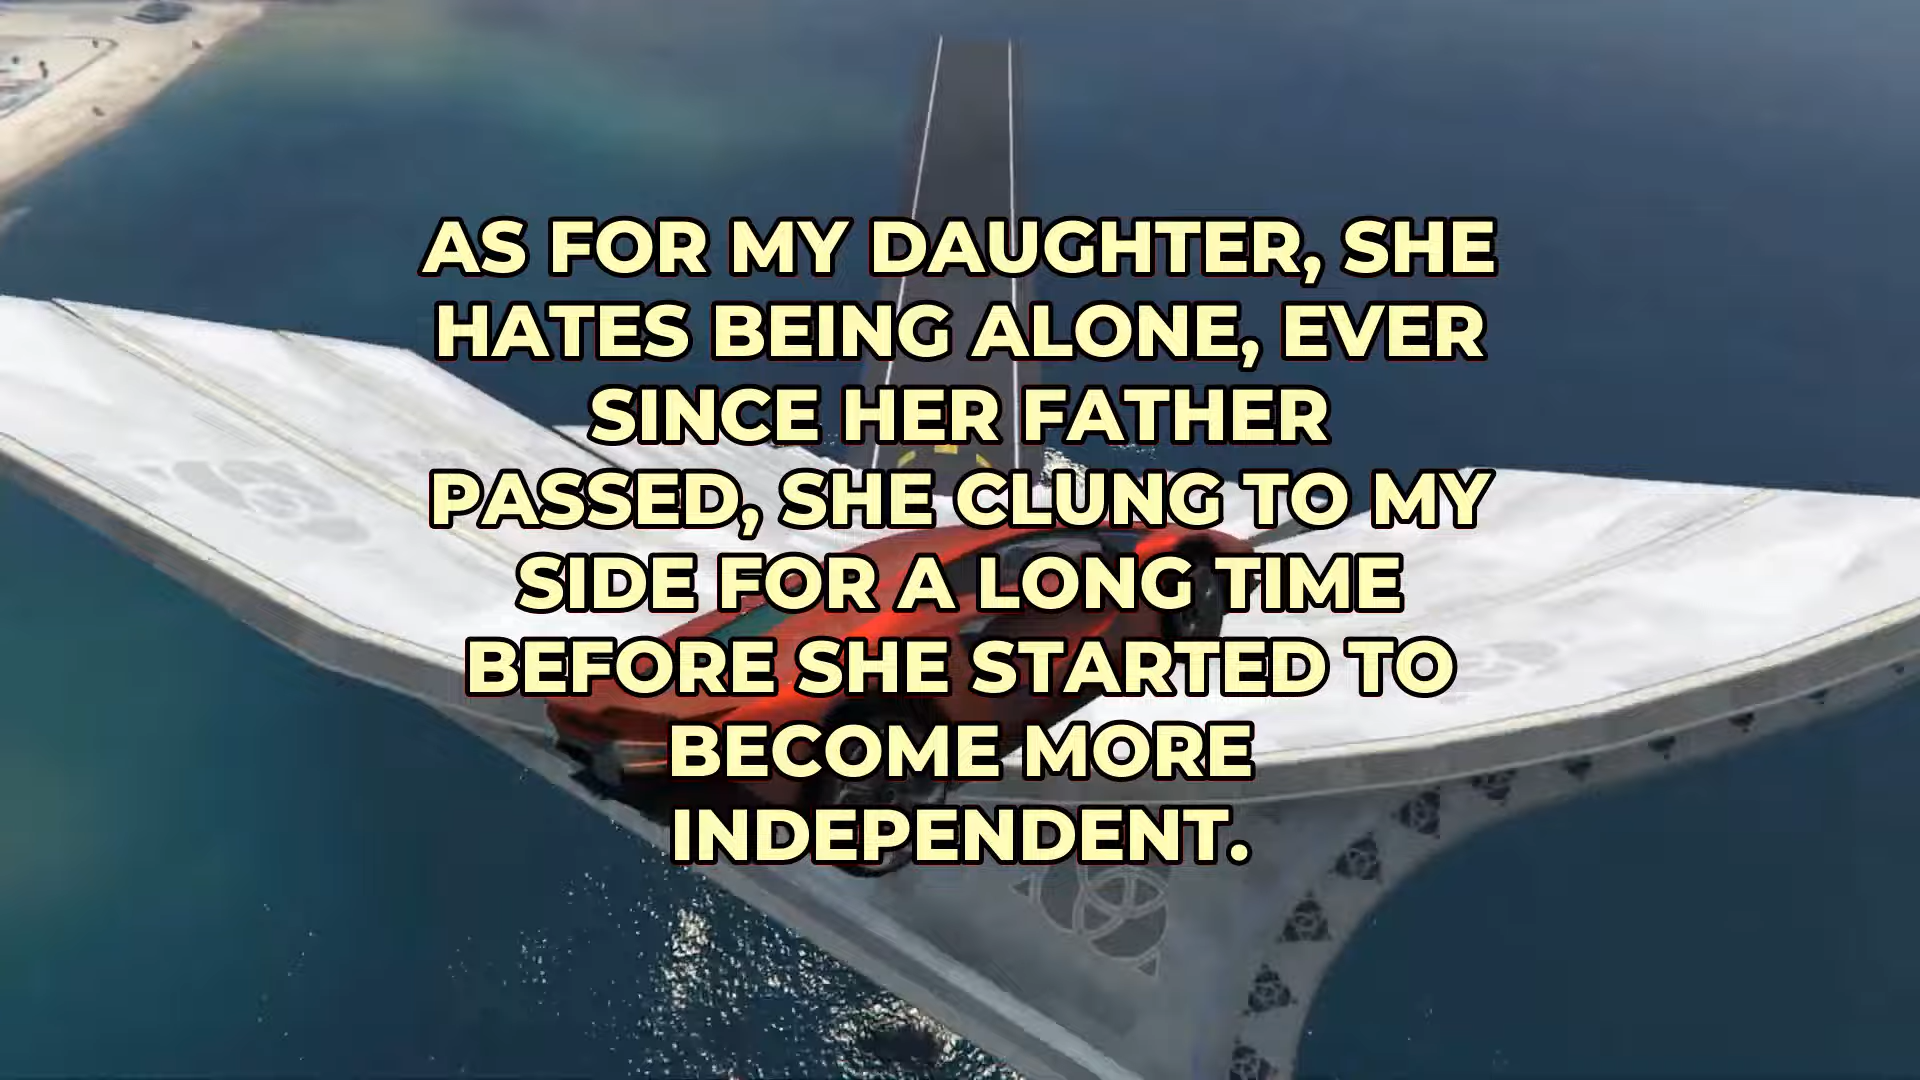 AS FOR MY DAUGHTER, SHE
HATES BEING ALONE, EVER
SINCE HER FATHER
PASSED, SHE CLUNG TO MY
SIDE FOR A LONG TIME
BEFORE SHE STARTED TO
BECOME MORE
INDEPENDENT.